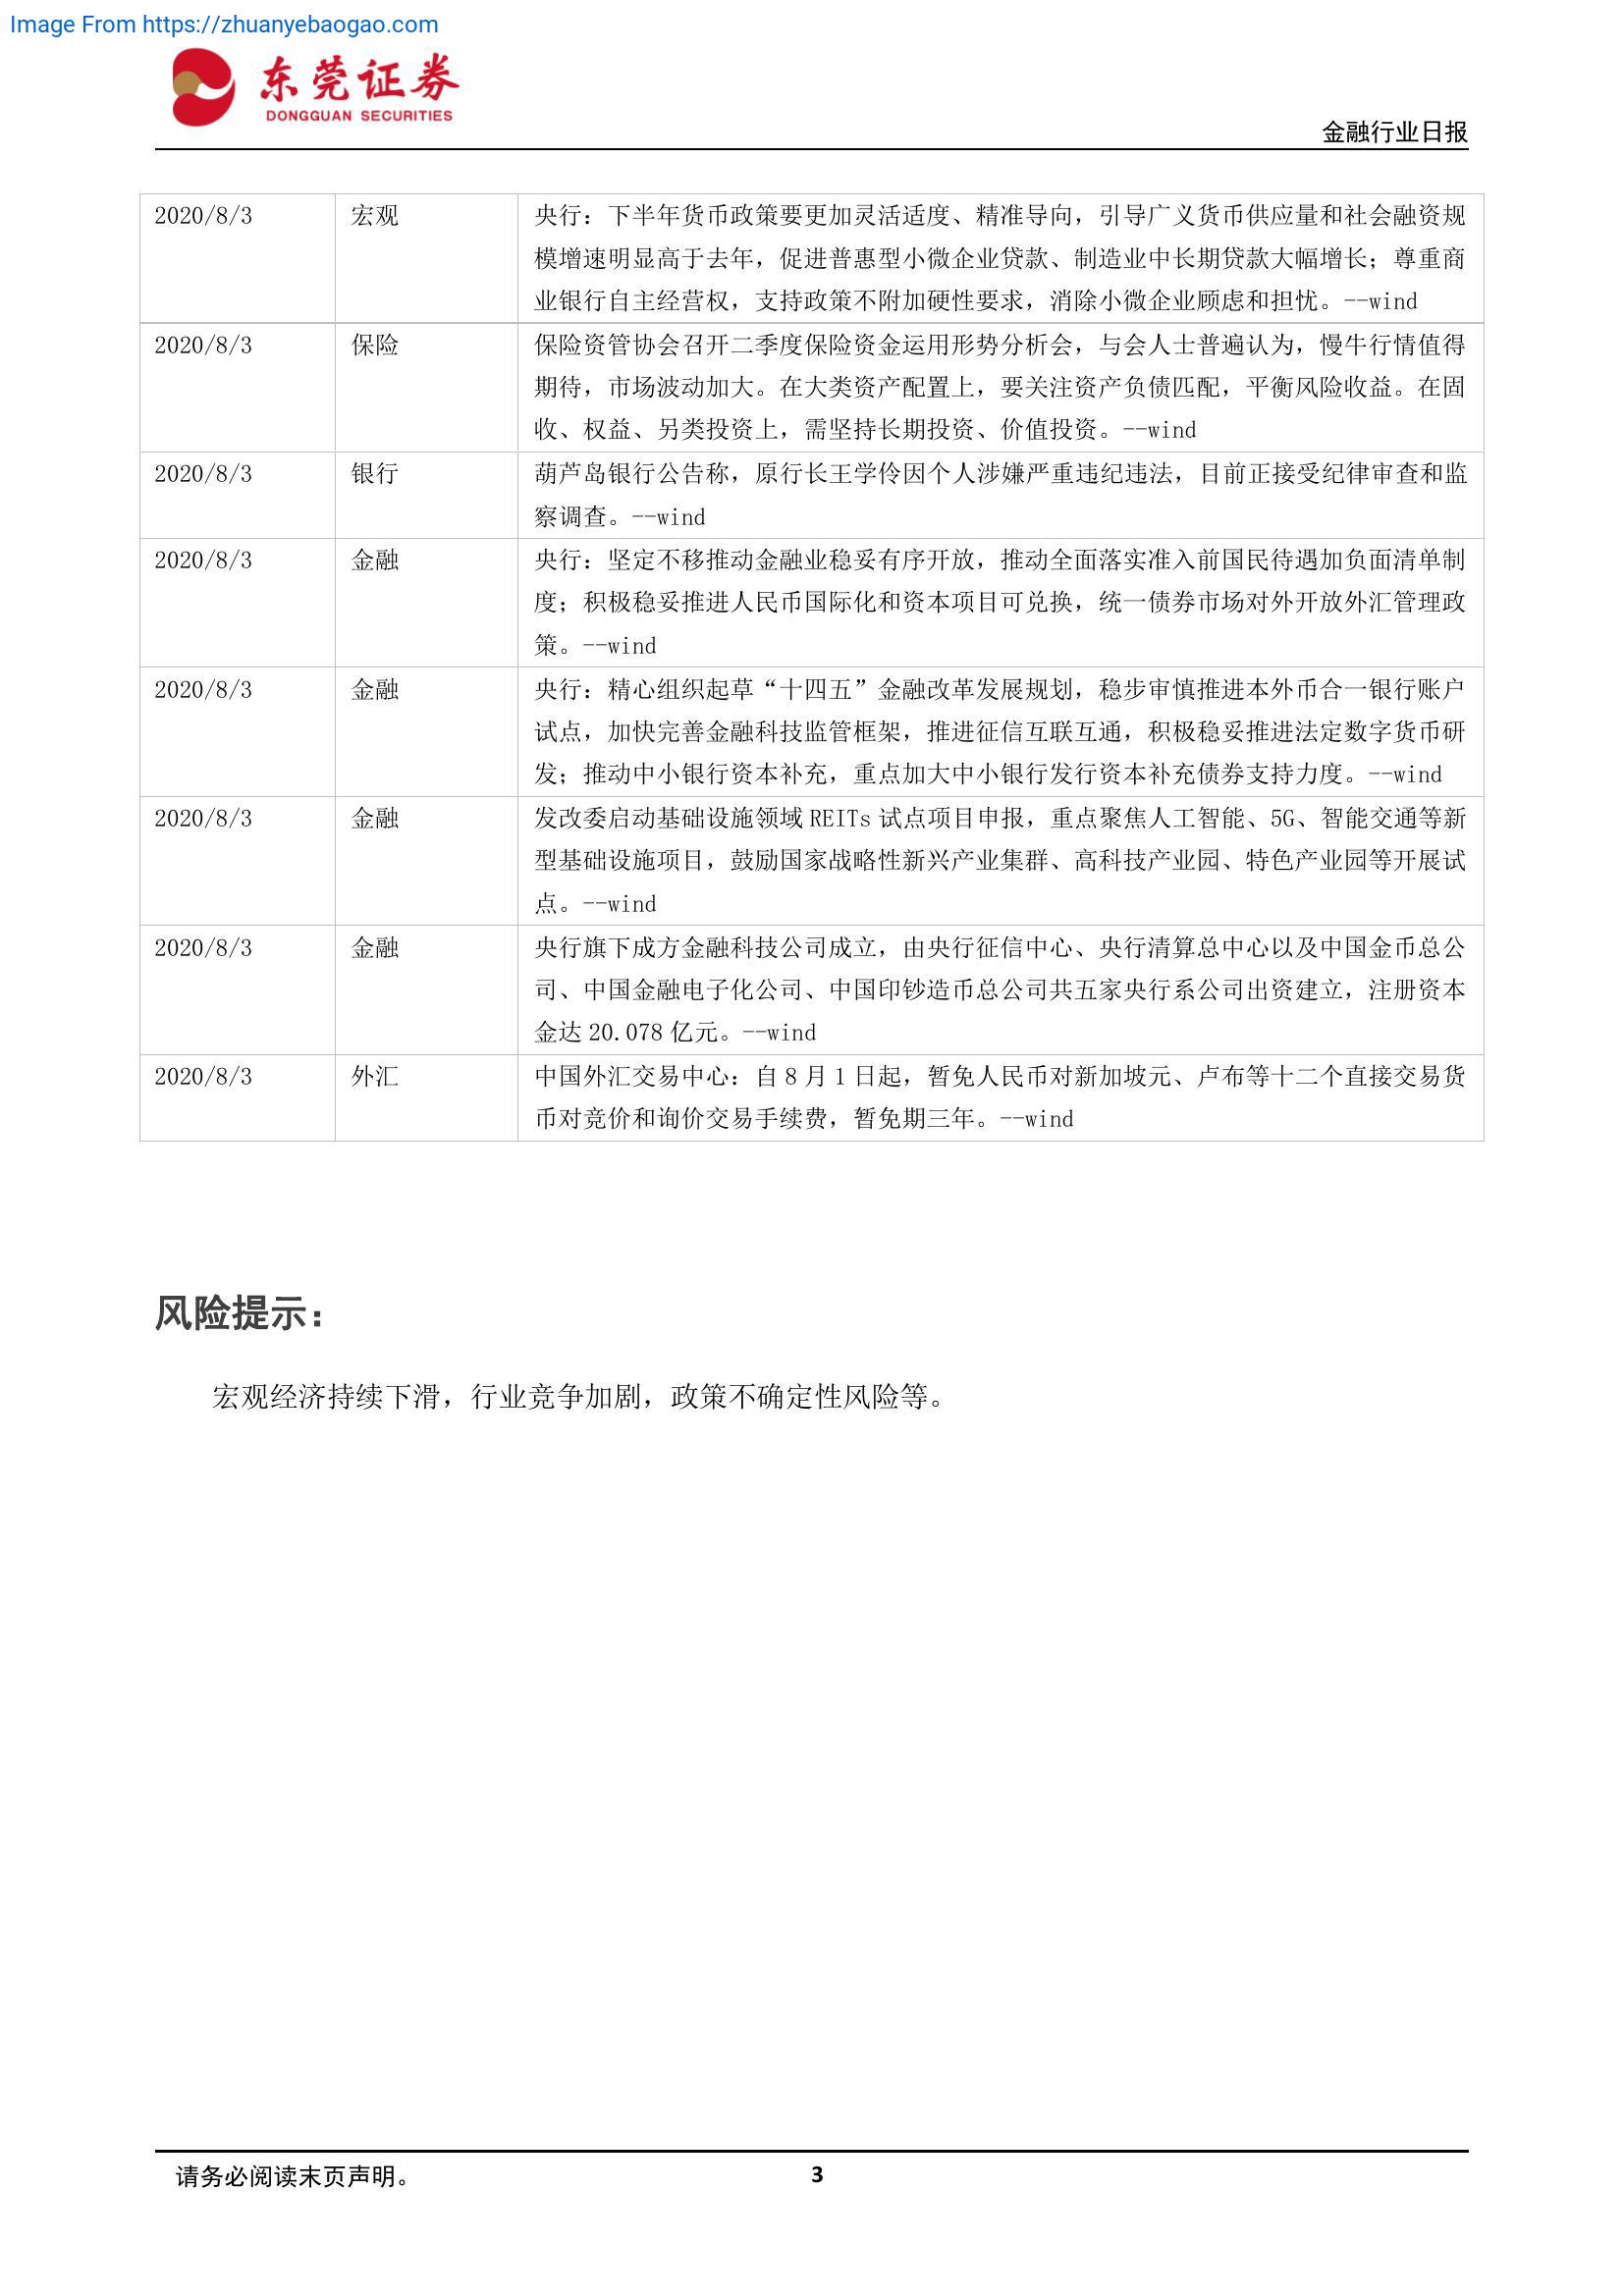 Image From https://zhuanyebaogao.com
东莞证券
DONGGUAN SECURITIES
金融行业日报
2020/8/3 宏观 央行：下半年货币政策要更加灵活适度、精准导向，引导广义货币供应量和社会融资规
模增速明显高于去年，促进普惠型小微企业贷款、制造业中长期贷款大幅增长；尊重商
业银行自主经营权，支持政策不附加硬性要求，消除小微企业顾虑和担忧。--wind
2020/8/3 保险 保险资管协会召开二季度保险资金运用形势分析会，与会人士普遍认为，慢牛行情值得
期待，市场波动加大。在大类资产配置上，要关注资产负债匹配，平衡风险收益。在固
收、权益、另类投资上，需坚持长期投资、价值投资。--wind
2020/8/3 银行 葫芦岛银行公告称，原行长王学伶因个人涉嫌严重违纪违法，目前正接受纪律审查和监
察调查。--wind
2020/8/3 金融 央行：坚定不移推动金融业稳妥有序开放，推动全面落实准入前国民待遇加负面清单制
度；积极稳妥推进人民币国际化和资本项目可兑换，统一债券市场对外开放外汇管理政
策。--wind
2020/8/3 金融 央行：精心组织起草“十四五”金融改革发展规划，稳步审慎推进本外币合一银行账户
试点，加快完善金融科技监管框架，推进征信互联互通，积极稳妥推进法定数字货币研
发；推动中小银行资本补充，重点加大中小银行发行资本补充债券支持力度。--wind
2020/8/3 金融 发改委启动基础设施领域 REITs 试点项目申报，重点聚焦人工智能、5G、智能交通等新
型基础设施项目，鼓励国家战略性新兴产业集群、高科技产业园、特色产业园等开展试
点。--wind
2020/8/3 金融 央行旗下成方金融科技公司成立，由央行征信中心、央行清算总中心以及中国金币总公
司、中国金融电子化公司、中国印钞造币总公司共五家央行系公司出资建立，注册资本
金达 20.078 亿元。--wind
2020/8/3 外汇 中国外汇交易中心：自 8 月 1 日起，暂免人民币对新加坡元、卢布等十二个直接交易货
币对竞价和询价交易手续费，暂免期三年。--wind
风险提示：
宏观经济持续下滑，行业竞争加剧，政策不确定性风险等。
请务必阅读末页声明。
3